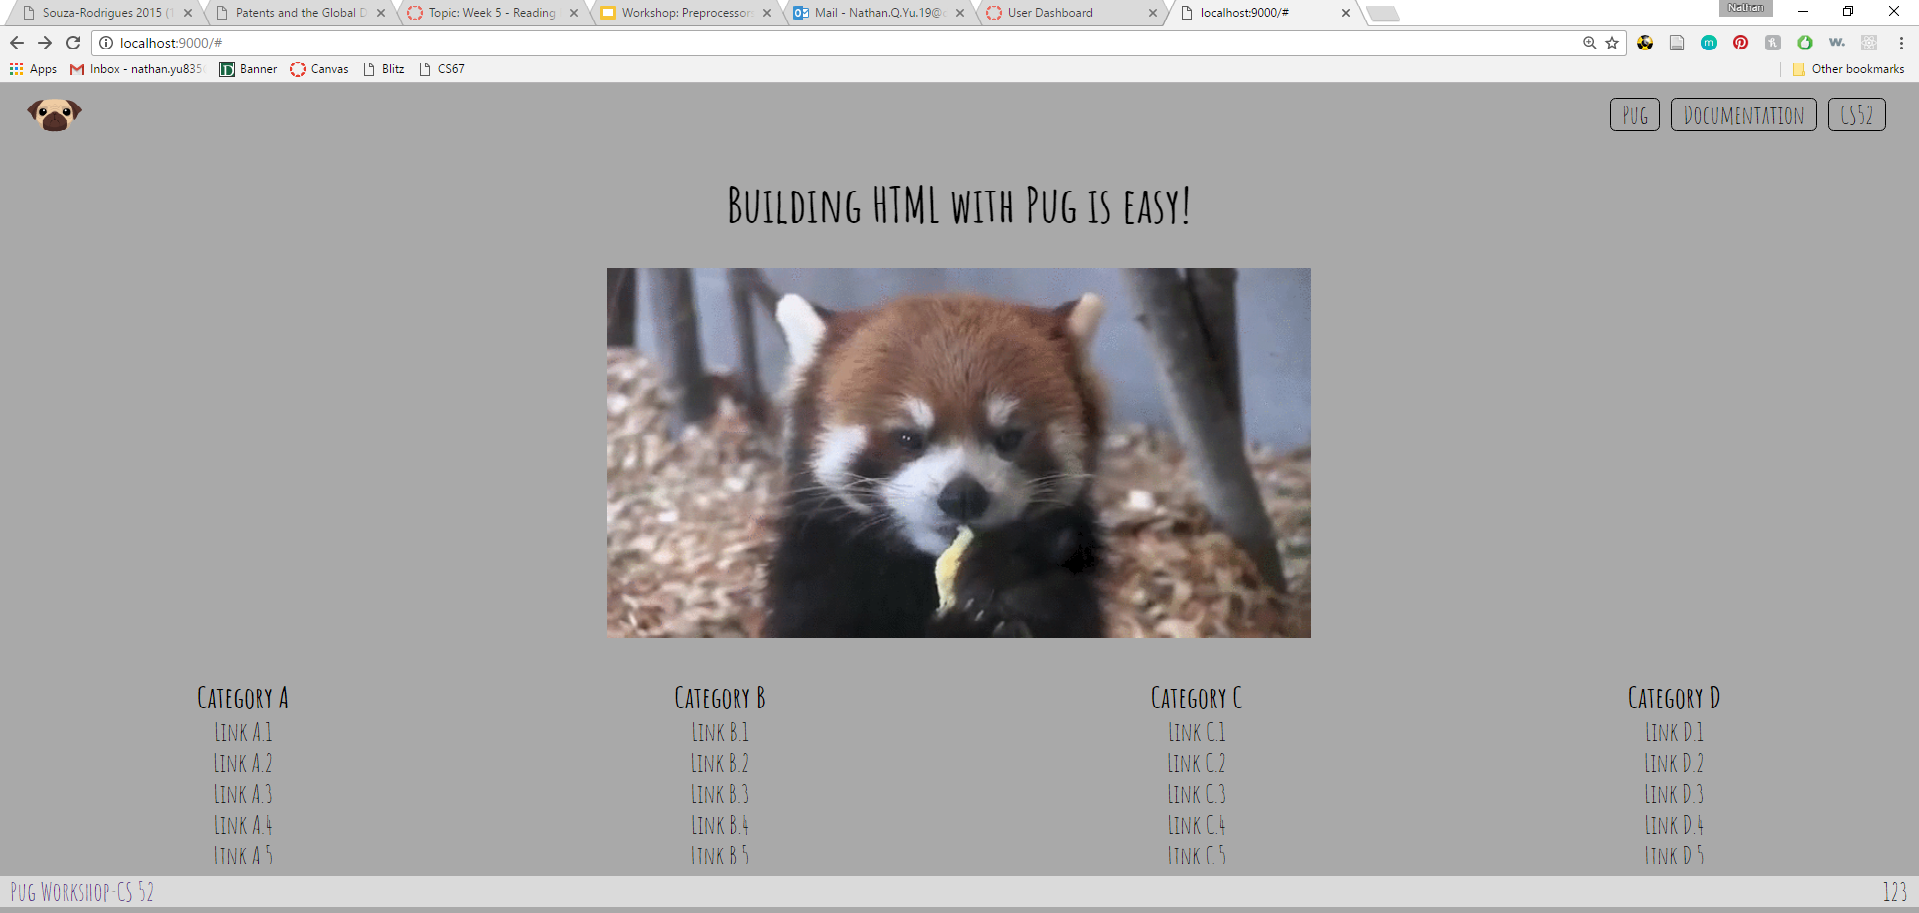 Nathan
Souza-Rodrigues 2015 (
Patents and the Global D
Topic: Week 5 - Reading
Workshop: Preprocessors
Mail - Nathan.Q.Yu.19@
User Dashboard
localhost:9000/#
localhost:9000/#
Apps
Inbox - nathan.yu835
Banner
Canvas
Blitz
CS67
Other bookmarks
Pug
Documentation
CS52
Building HTML with Pug is easy!
Category A
Category B
Category C
Category D
Link A.1
Link B.1
Link C.1
Link D.1
Link A.2
Link B.2
Link C.2
Link D.2
Link A.3
Link B.3
Link C.3
Link D.3
Link A.4
Link B.4
Link C.4
Link D.4
Link A.5
Link B.5
Link C.5
Link D.5
Pug Workshop-CS 52
123